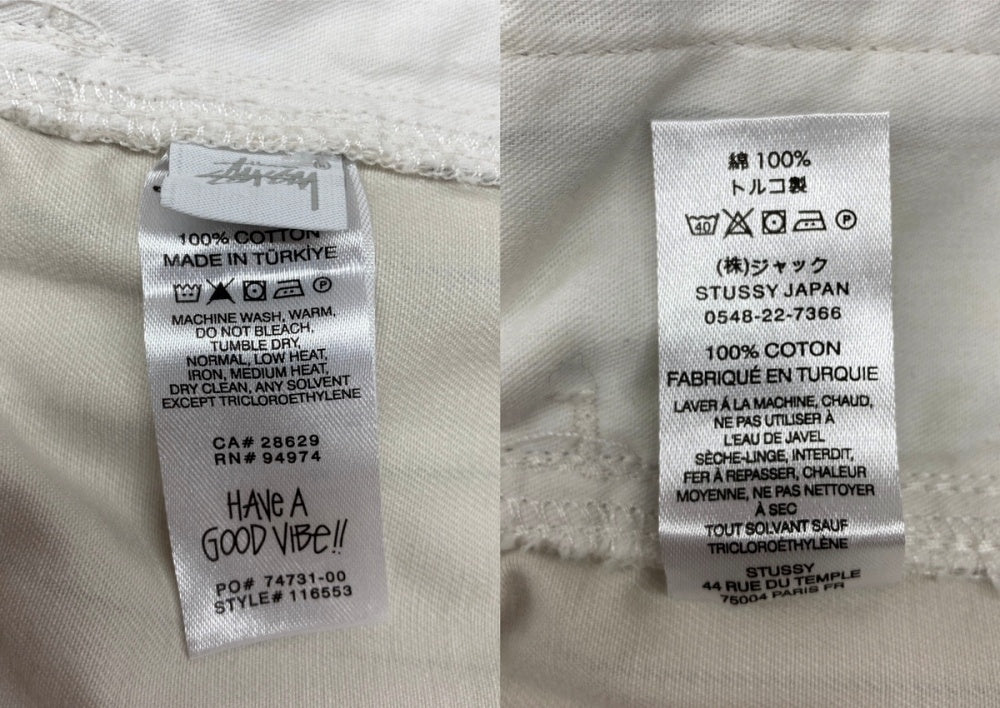 Stüssy
100% COTTON
MADE IN TÜRKİYE
MACHINE WASH, WARM,
DO NOT BLEACH,
TUMBLE DRY,
NORMAL, LOW HEAT,
IRON, MEDIUM HEAT,
DRY CLEAN, ANY SOLVENT
EXCEPT TRICLOROETHYLENE
CA# 28629
RN# 94974
HAVE A
GOOD VIBE!!
PO# 74731-00
STYLE# 116553
綿 100%
トルコ製
40 P
(株)ジャック
STUSSY JAPAN
0548-22-7366
100% COTON
FABRIQUÉ EN TURQUIE
LAVER Á LA MACHINE, CHAUD,
NE PAS UTILISER À
L'EAU DE JAVEL
SÈCHE-LINGE, INTERDIT,
FER À REPASSER, CHALEUR
MOYENNE, NE PAS NETTOYER
À SEC
TOUT SOLVANT SAUF
TRICLOROÉTHYLÈNE
STUSSY
44 RUE DU TEMPLE
75004 PARIS FR